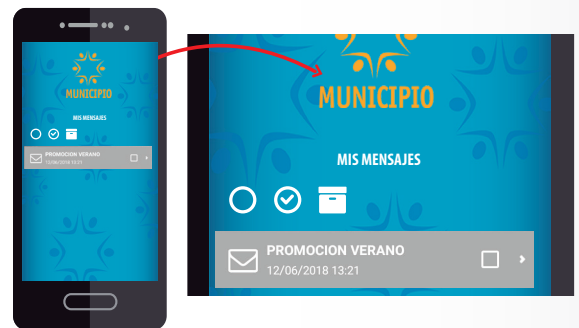 MUNICIPIO
MIS MENSAJES
PROMOCION VERANO
12/06/2018 13:21
MUNICIPIO
MIS MENSAJES
PROMOCION VERANO
12/06/2018 13:21